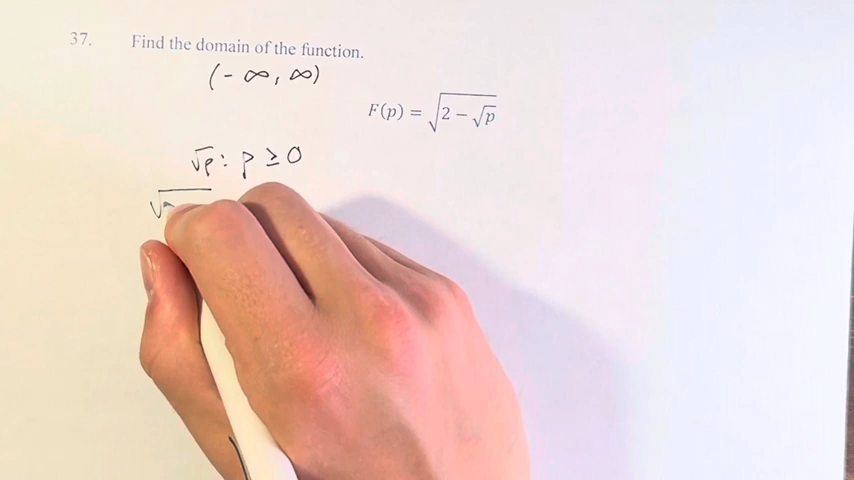 37. Find the domain of the function.
(-∞, ∞)
F(p) = √(2 − √p)
√p: p ≥ 0